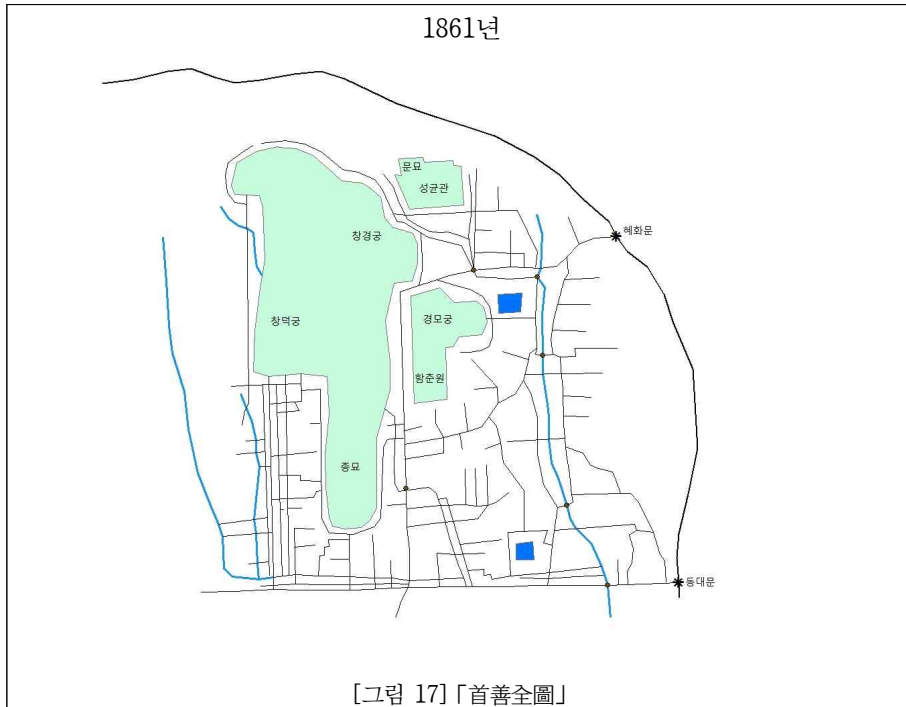 1861년
문묘
성균관
혜화문
창경궁
창덕궁
경모궁
함춘원
종묘
동대문
[그림 17]「首善全圖」